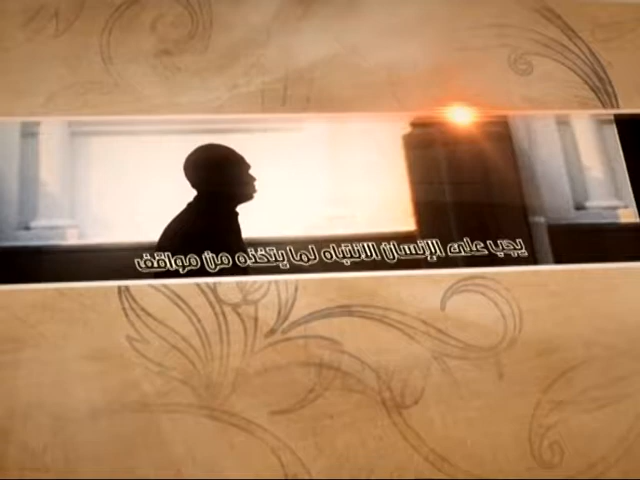 يجب على الإنسان الانتباه لما يتخذه من مواقف